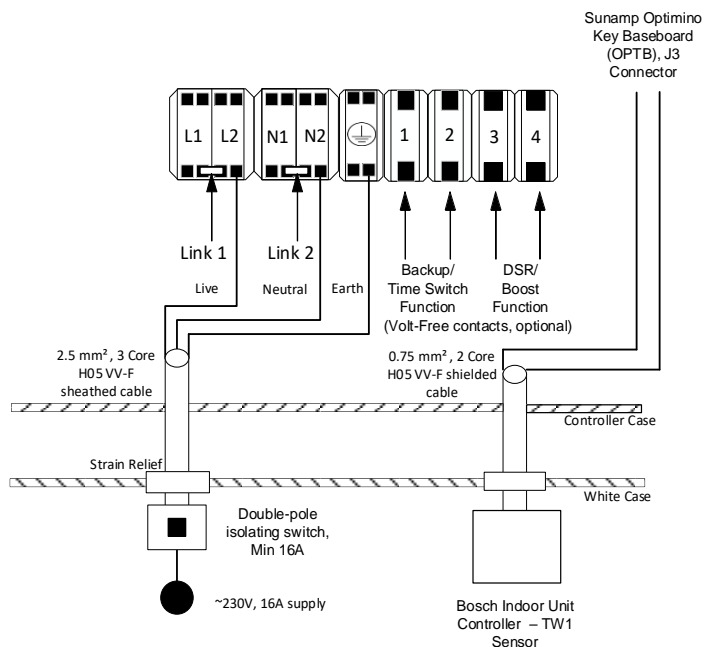 Sunamp Optimino
Key Baseboard
(OPTB), J3
Connector
L1 L2 N1 N2 1 2 3 4
Link 1
Link 2
Live
Neutral
Earth
Backup/
Time Switch
Function
(Volt-Free contacts, optional)
DSR/
Boost
Function
2.5 mm², 3 Core
H05 VV-F
sheathed cable
0.75 mm², 2 Core
H05 VV-F shielded
cable
Controller Case
Strain Relief
White Case
Double-pole
isolating switch,
Min 16A
~230V, 16A supply
Bosch Indoor Unit
Controller – TW1
Sensor